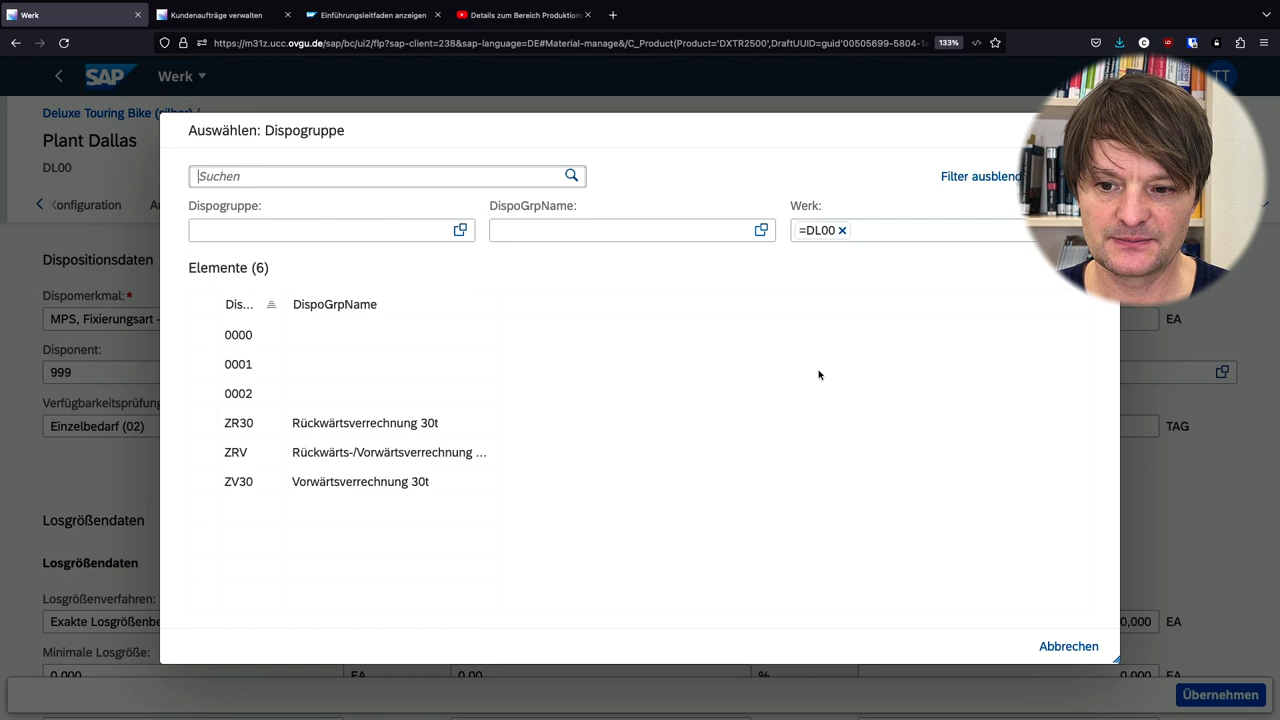 Werk
Kundenaufträge verwalten
Einführungsleitfaden anzeigen
Details zum Bereich Produktion
https://m31z.ucc.ovgu.de/sap/bc/ui2/flp?sap-client=238&sap-language=DE#Material-manage&/C_Product(Product='DXTR2500',DraftUUID=guid'00505699-5804-1e
133%
SAP
Werk
TT
Deluxe Touring Bike (silber) /
Plant Dallas
DL00
Konfiguration
Dispositionsdaten
Dispomerkmal:*
MPS, Fixierungsart -
EA
Disponent:
999
Verfügbarkeitsprüfung
Einzelbedarf (02)
TAG
Losgrößendaten
Losgrößendaten
Losgrößenverfahren:
Exakte Losgrößenbe
0,000
EA
Minimale Losgröße:
0,000
EA
0,00
%
0,000
EA
Auswählen: Dispogruppe
Suchen
Filter ausblend
Dispogruppe:
DispoGrpName:
Werk:
=DL00
Elemente (6)
Dis...
DispoGrpName
0000
0001
0002
ZR30
Rückwärtsverrechnung 30t
ZRV
Rückwärts-/Vorwärtsverrechnung ...
ZV30
Vorwärtsverrechnung 30t
Abbrechen
Übernehmen